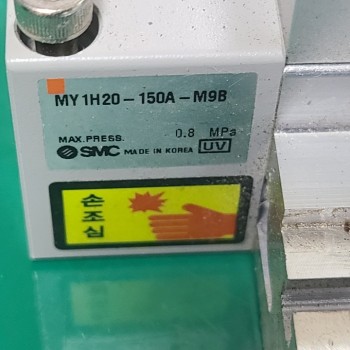 MY1H20-150A-M9B
MAX.PRESS. 0.8 MPa
SMC MADE IN KOREA UV
손조심